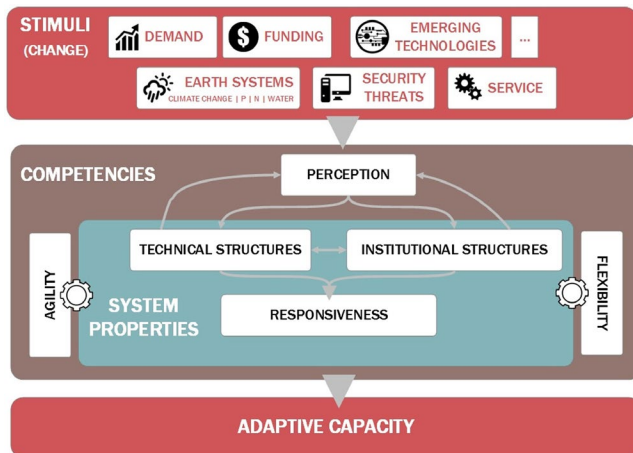 STIMULI
(CHANGE)
DEMAND
FUNDING
EMERGING
TECHNOLOGIES
...
EARTH SYSTEMS
CLIMATE CHANGE | P | N | WATER
SECURITY
THREATS
SERVICE
COMPETENCIES
PERCEPTION
TECHNICAL STRUCTURES
INSTITUTIONAL STRUCTURES
AGILITY
FLEXIBILITY
SYSTEM
PROPERTIES
RESPONSIVENESS
ADAPTIVE CAPACITY